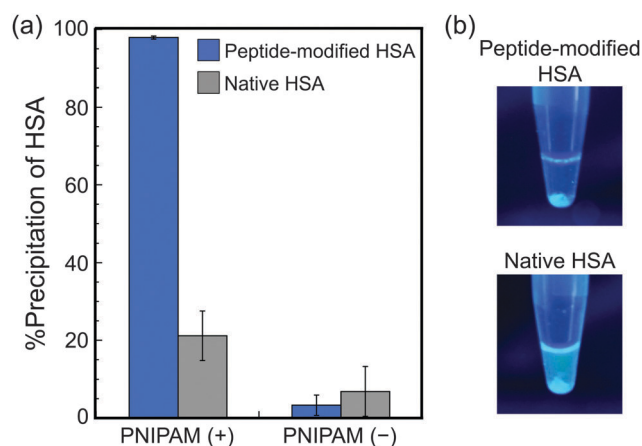 (a)
%Precipitation of HSA
100
80
60
40
20
0
Peptide-modified HSA
Native HSA
PNIPAM (+)
PNIPAM (−)
(b)
Peptide-modified
HSA
Native HSA